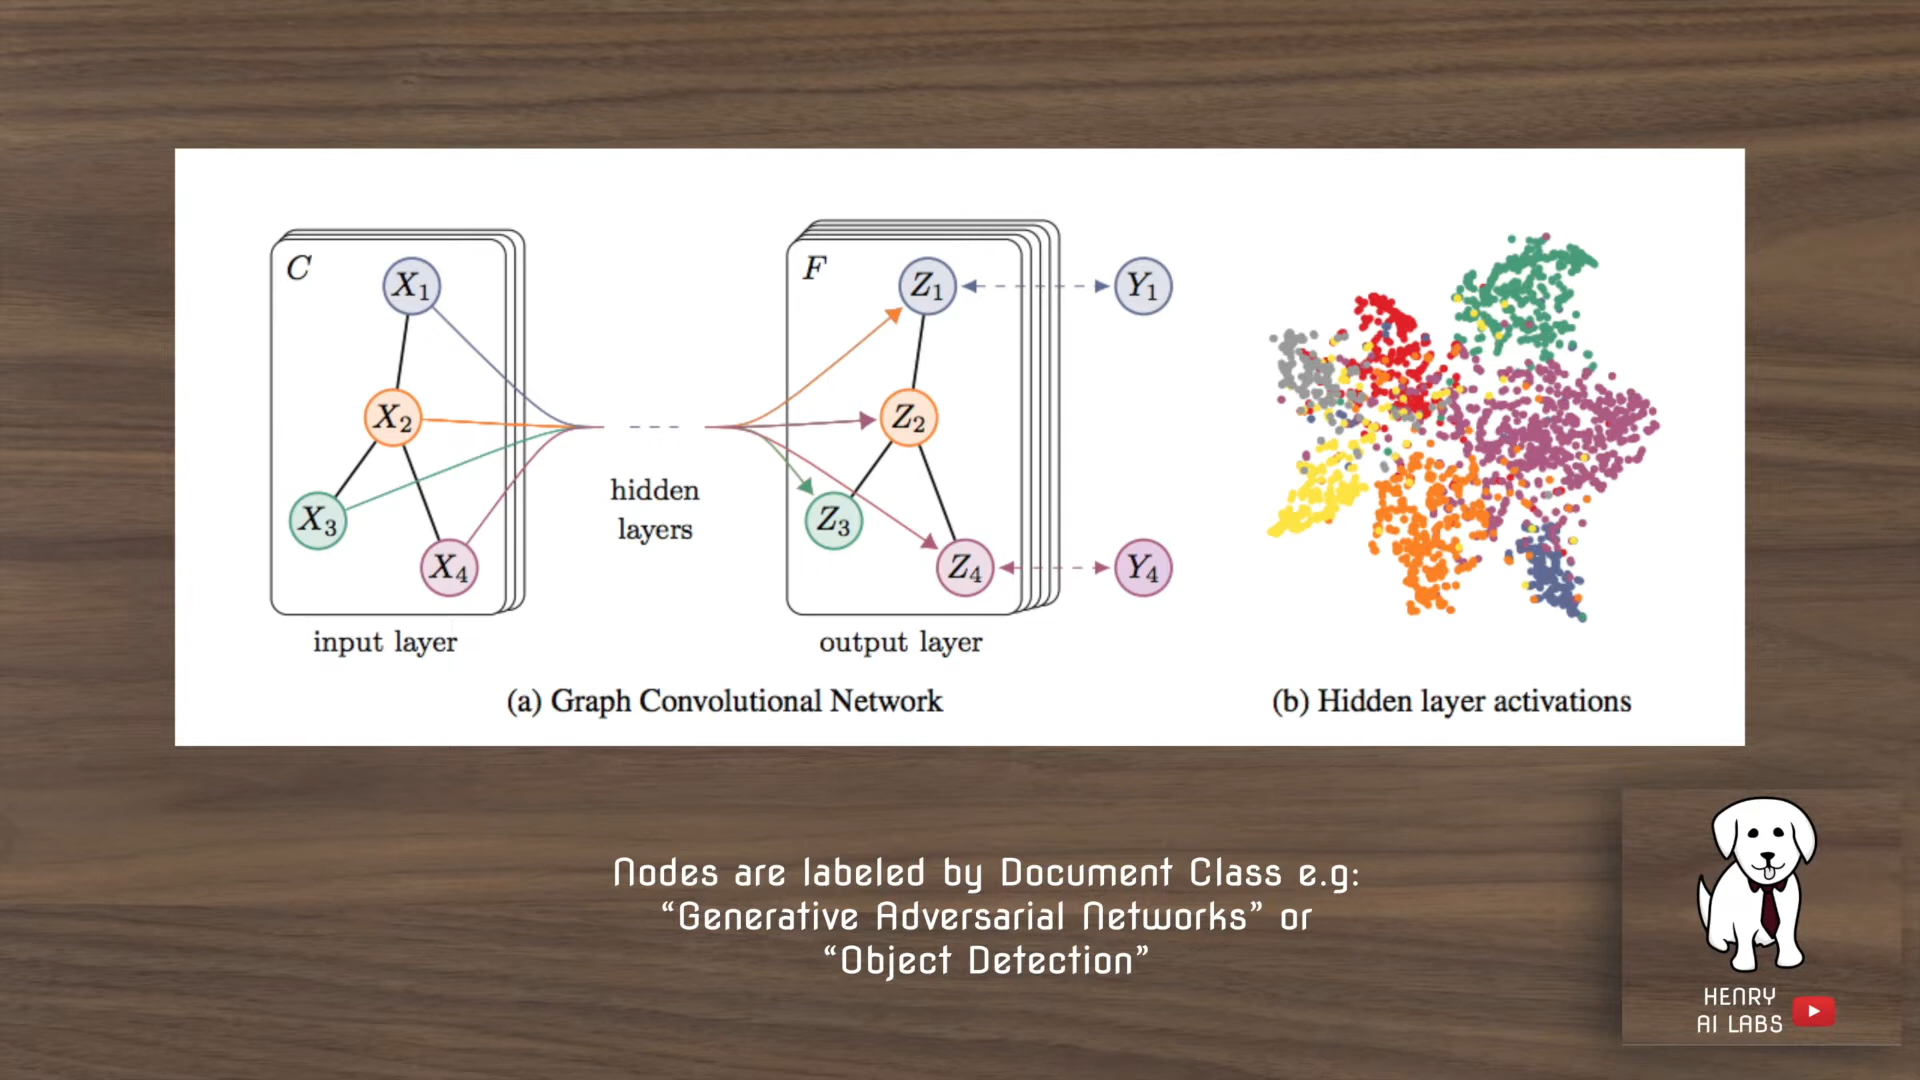 C
X1
X2
X3
X4
input layer
hidden
layers
F
Z1
Z2
Z3
Z4
output layer
Y1
Y4
(a) Graph Convolutional Network
(b) Hidden layer activations
Nodes are labeled by Document Class e.g:
“Generative Adversarial Networks” or
“Object Detection”
HENRY
AI LABS